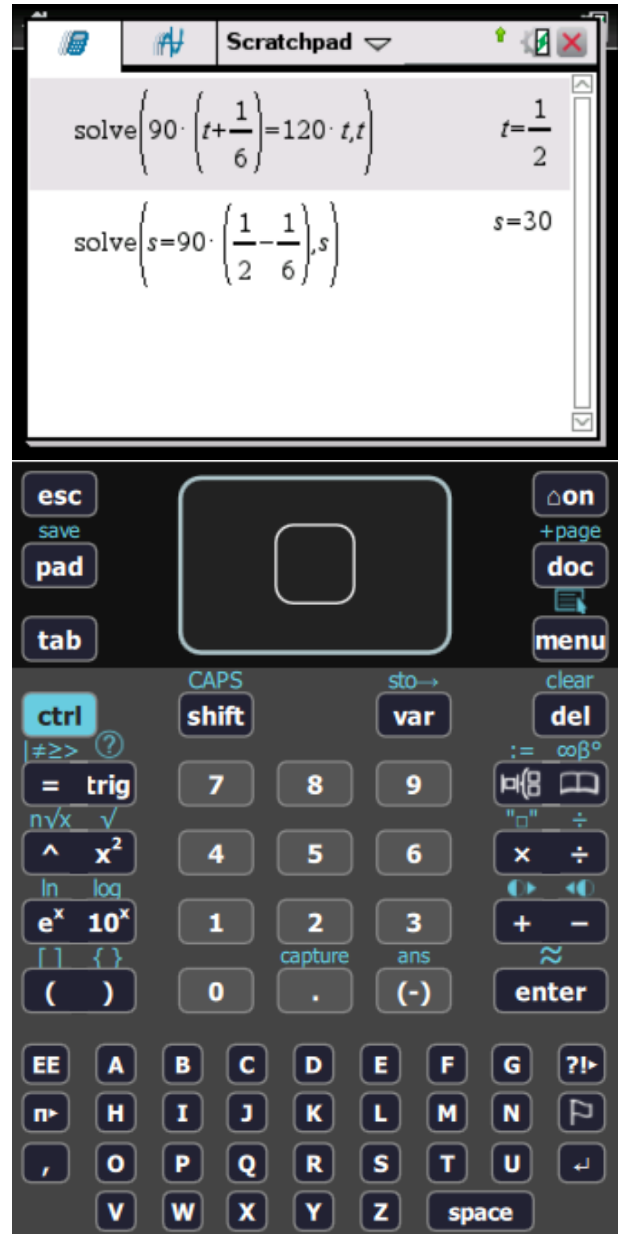 Scratchpad
solve(90·(t+1/6)=120·t,t) t=1/2
solve(s=90·(1/2-1/6),s) s=30
esc ⌂on
save +page
pad doc
tab menu
CAPS sto→ clear
ctrl shift var del
|≠≥> ? := ∞β°
= trig 7 8 9
n√x √ "□" ÷
^ x² 4 5 6 × ÷
ln log
eˣ 10ˣ 1 2 3 + −
[ ] { } capture ans ≈
( ) 0 . (-) enter
EE A B C D E F G ?!▸
π▸ H I J K L M N
, O P Q R S T U ↵
V W X Y Z space